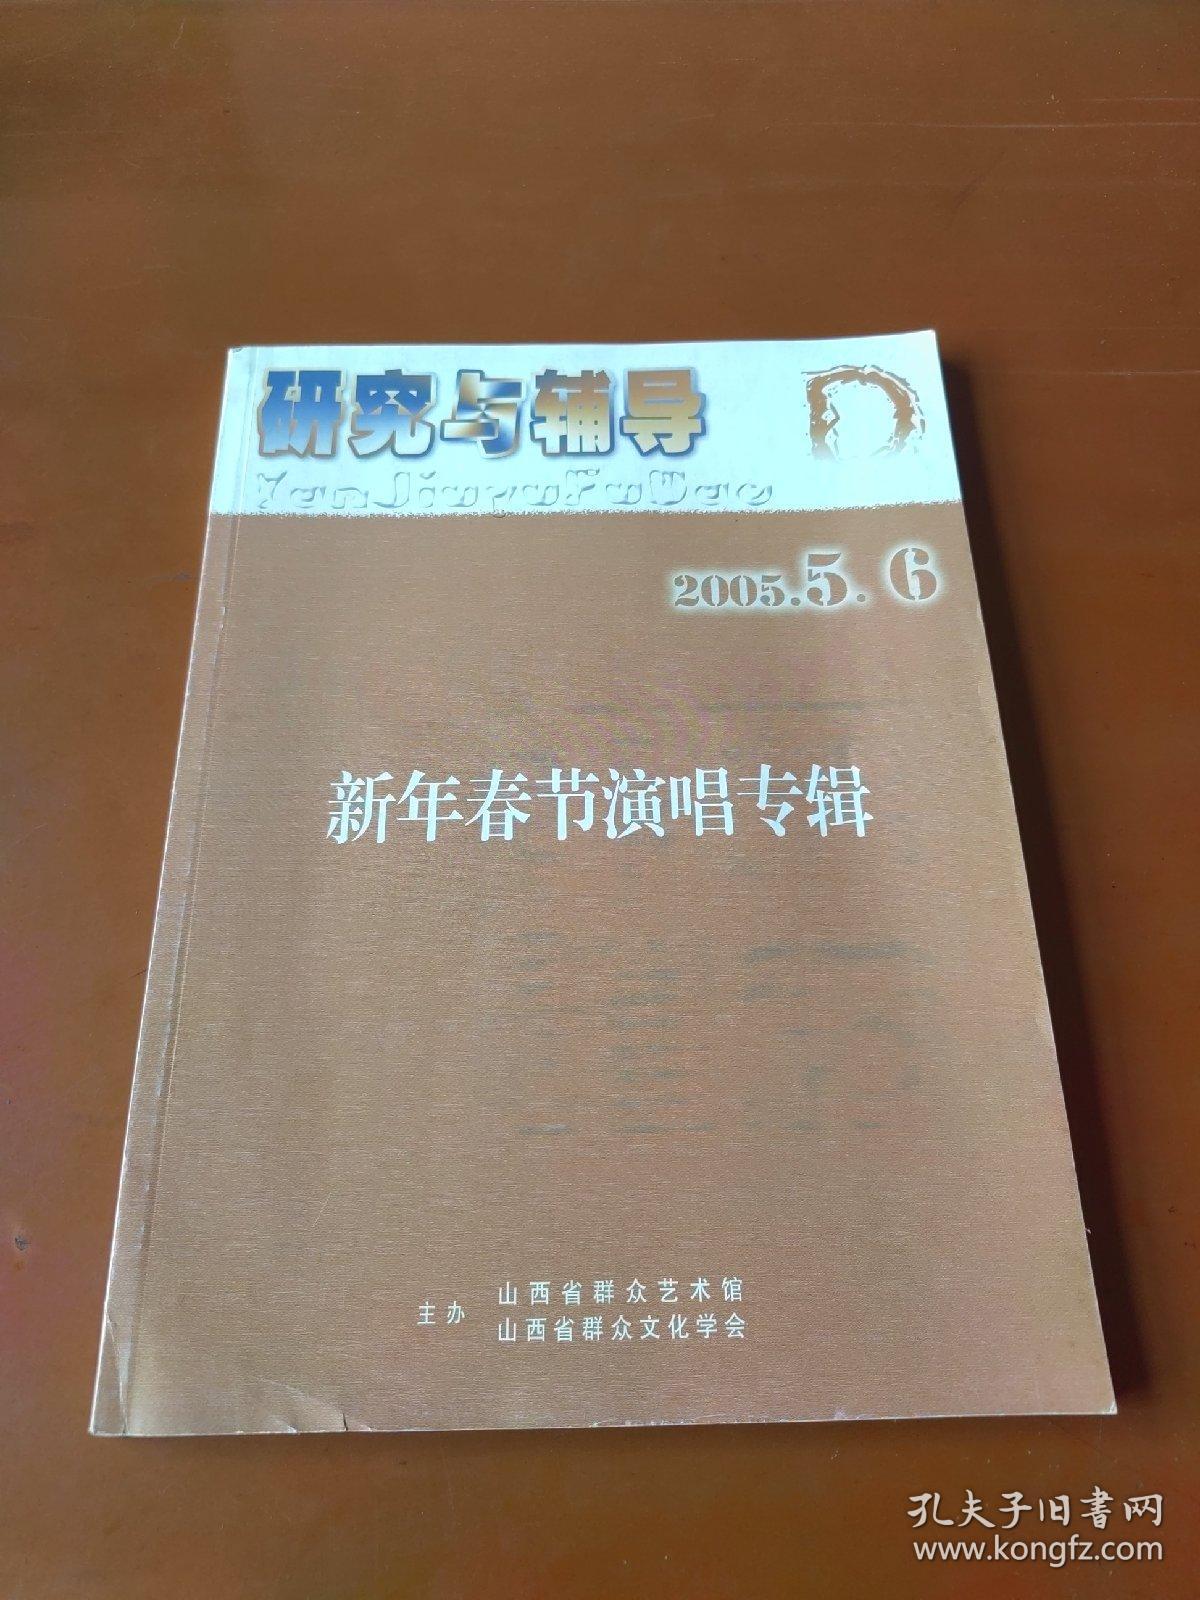 研究与辅导
2005.5.6
新年春节演唱专辑
主办
山西省群众艺术馆
山西省群众文化学会
孔夫子旧书网
www.kongfz.com